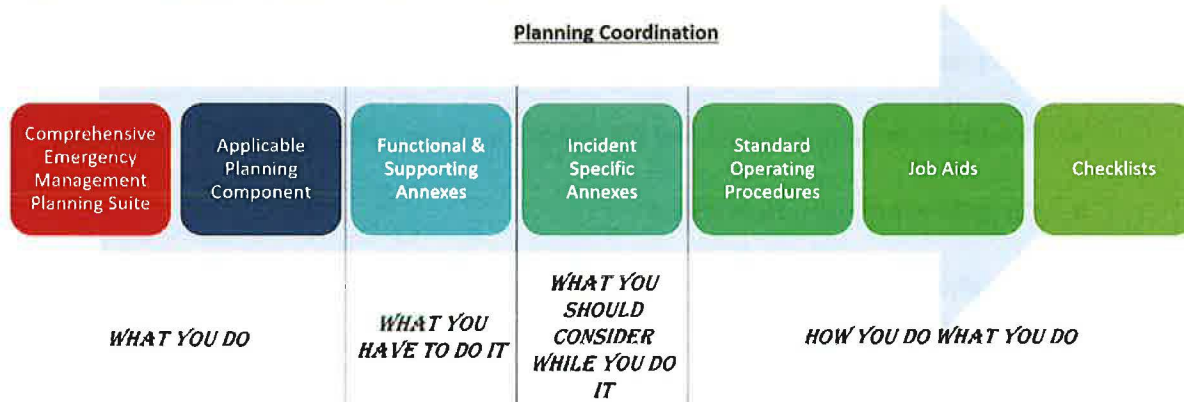 Planning Coordination
Comprehensive
Emergency
Management
Planning Suite
Applicable
Planning
Component
Functional &
Supporting
Annexes
Incident
Specific
Annexes
Standard
Operating
Procedures
Job Aids
Checklists
WHAT YOU DO
WHAT YOU
HAVE TO DO IT
WHAT YOU
SHOULD
CONSIDER
WHILE YOU DO
IT
HOW YOU DO WHAT YOU DO